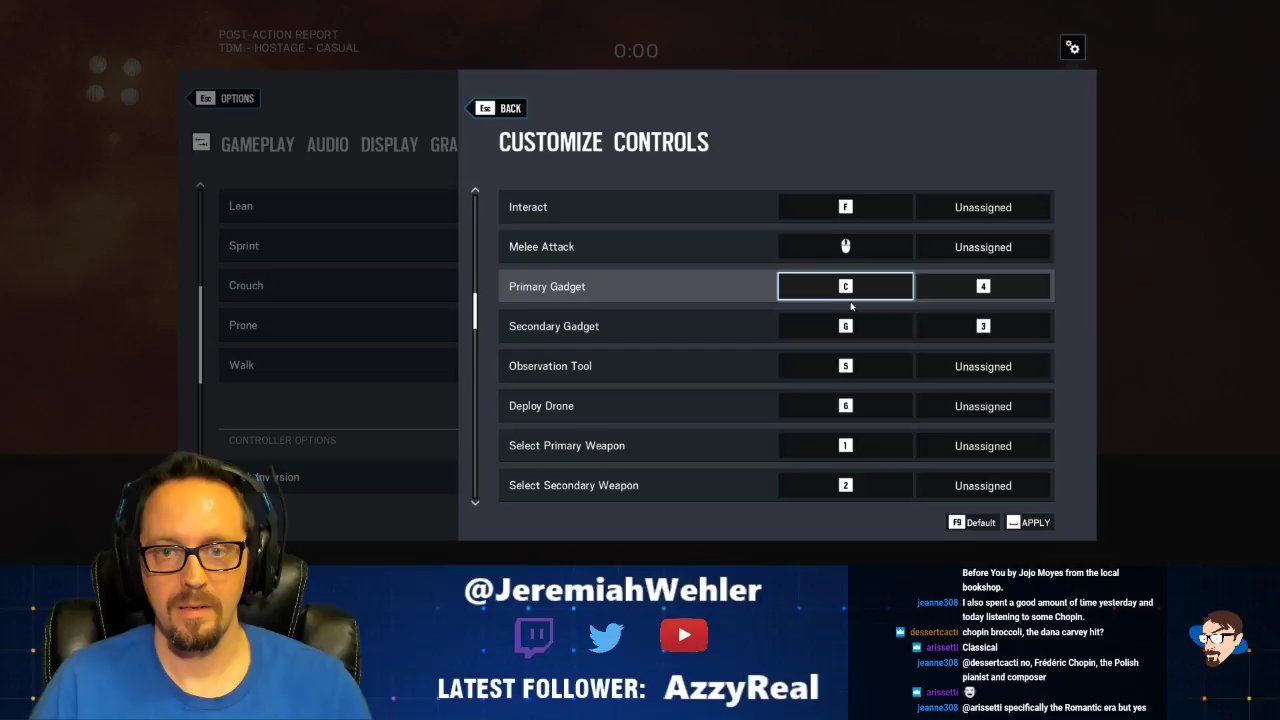 POST-ACTION REPORT
TDM - HOSTAGE - CASUAL
0:00
Esc OPTIONS
GAMEPLAY AUDIO DISPLAY GRA
Lean
Sprint
Crouch
Prone
Walk
CONTROLLER OPTIONS
Inversion
Esc BACK
CUSTOMIZE CONTROLS
Interact F Unassigned
Melee Attack Unassigned
Primary Gadget C 4
Secondary Gadget G 3
Observation Tool 5 Unassigned
Deploy Drone 6 Unassigned
Select Primary Weapon 1 Unassigned
Select Secondary Weapon 2 Unassigned
F9 Default APPLY
@JeremiahWehler
LATEST FOLLOWER: AzzyReal
Before You by Jojo Moyes from the local
bookshop.
jeanne308 I also spent a good amount of time yesterday and
today listening to some Chopin.
dessertcacti chopin broccoli, the dana carvey hit?
arissetti Classical
jeanne308 @dessertcacti no, Frédéric Chopin, the Polish
pianist and composer
arissetti
jeanne308 @arissetti specifically the Romantic era but yes